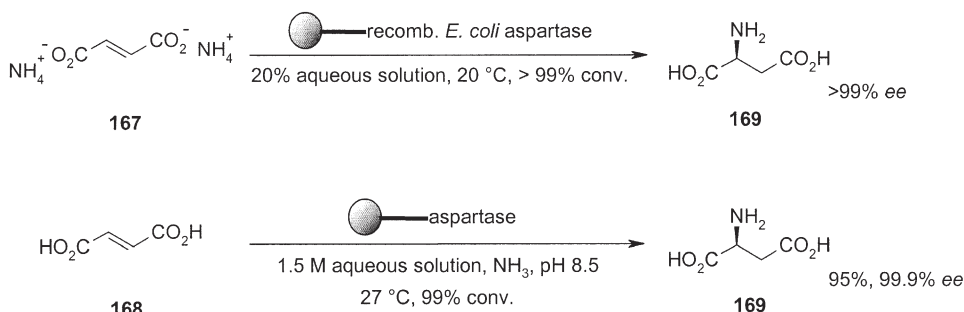 ⁻O₂C CO₂⁻ NH₄⁺ recomb. E. coli aspartase NH₂
NH₄⁺ 20% aqueous solution, 20 °C, > 99% conv. HO₂C CO₂H
>99% ee
167 169
aspartase NH₂
HO₂C CO₂H HO₂C CO₂H
1.5 M aqueous solution, NH₃, pH 8.5 95%, 99.9% ee
27 °C, 99% conv.
168 169